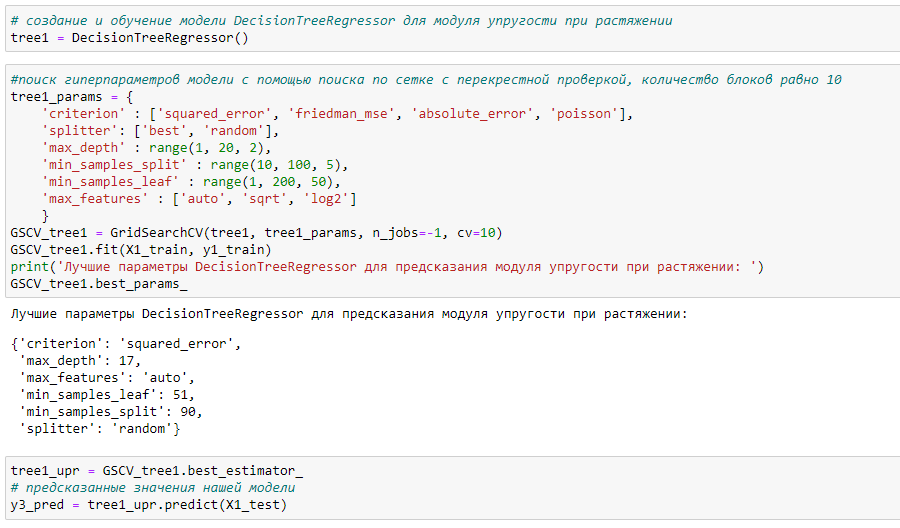 # создание и обучение модели DecisionTreeRegressor для модуля упругости при растяжении
tree1 = DecisionTreeRegressor()
#поиск гиперпараметров модели с помощью поиска по сетке с перекрестной проверкой, количество блоков равно 10
tree1_params = {
    'criterion' : ['squared_error', 'friedman_mse', 'absolute_error', 'poisson'],
    'splitter': ['best', 'random'],
    'max_depth' : range(1, 20, 2),
    'min_samples_split' : range(10, 100, 5),
    'min_samples_leaf' : range(1, 200, 50),
    'max_features' : ['auto', 'sqrt', 'log2']
    }
GSCV_tree1 = GridSearchCV(tree1, tree1_params, n_jobs=-1, cv=10)
GSCV_tree1.fit(X1_train, y1_train)
print('Лучшие параметры DecisionTreeRegressor для предсказания модуля упругости при растяжении: ')
GSCV_tree1.best_params_
Лучшие параметры DecisionTreeRegressor для предсказания модуля упругости при растяжении:
{'criterion': 'squared_error',
 'max_depth': 17,
 'max_features': 'auto',
 'min_samples_leaf': 51,
 'min_samples_split': 90,
 'splitter': 'random'}
tree1_upr = GSCV_tree1.best_estimator_
# предсказанные значения нашей модели
y3_pred = tree1_upr.predict(X1_test)